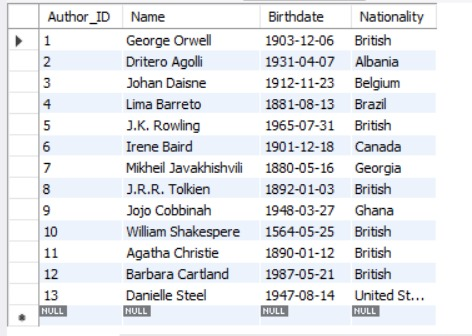 Author_ID Name Birthdate Nationality
1 George Orwell 1903-12-06 British
2 Dritero Agolli 1931-04-07 Albania
3 Johan Daisne 1912-11-23 Belgium
4 Lima Barreto 1881-08-13 Brazil
5 J.K. Rowling 1965-07-31 British
6 Irene Baird 1901-12-18 Canada
7 Mikheil Javakhishvili 1880-05-16 Georgia
8 J.R.R. Tolkien 1892-01-03 British
9 Jojo Cobbinah 1948-03-27 Ghana
10 William Shakespere 1564-05-25 British
11 Agatha Christie 1890-01-12 British
12 Barbara Cartland 1987-05-21 British
13 Danielle Steel 1947-08-14 United St...
NULL NULL NULL NULL